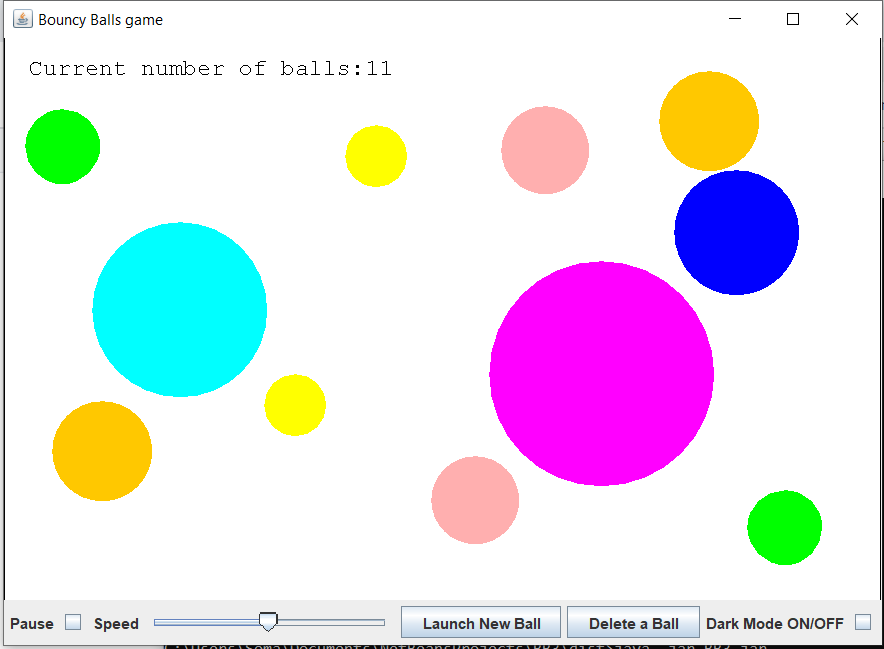 Bouncy Balls game
Current number of balls:11
Pause Speed Launch New Ball Delete a Ball Dark Mode ON/OFF